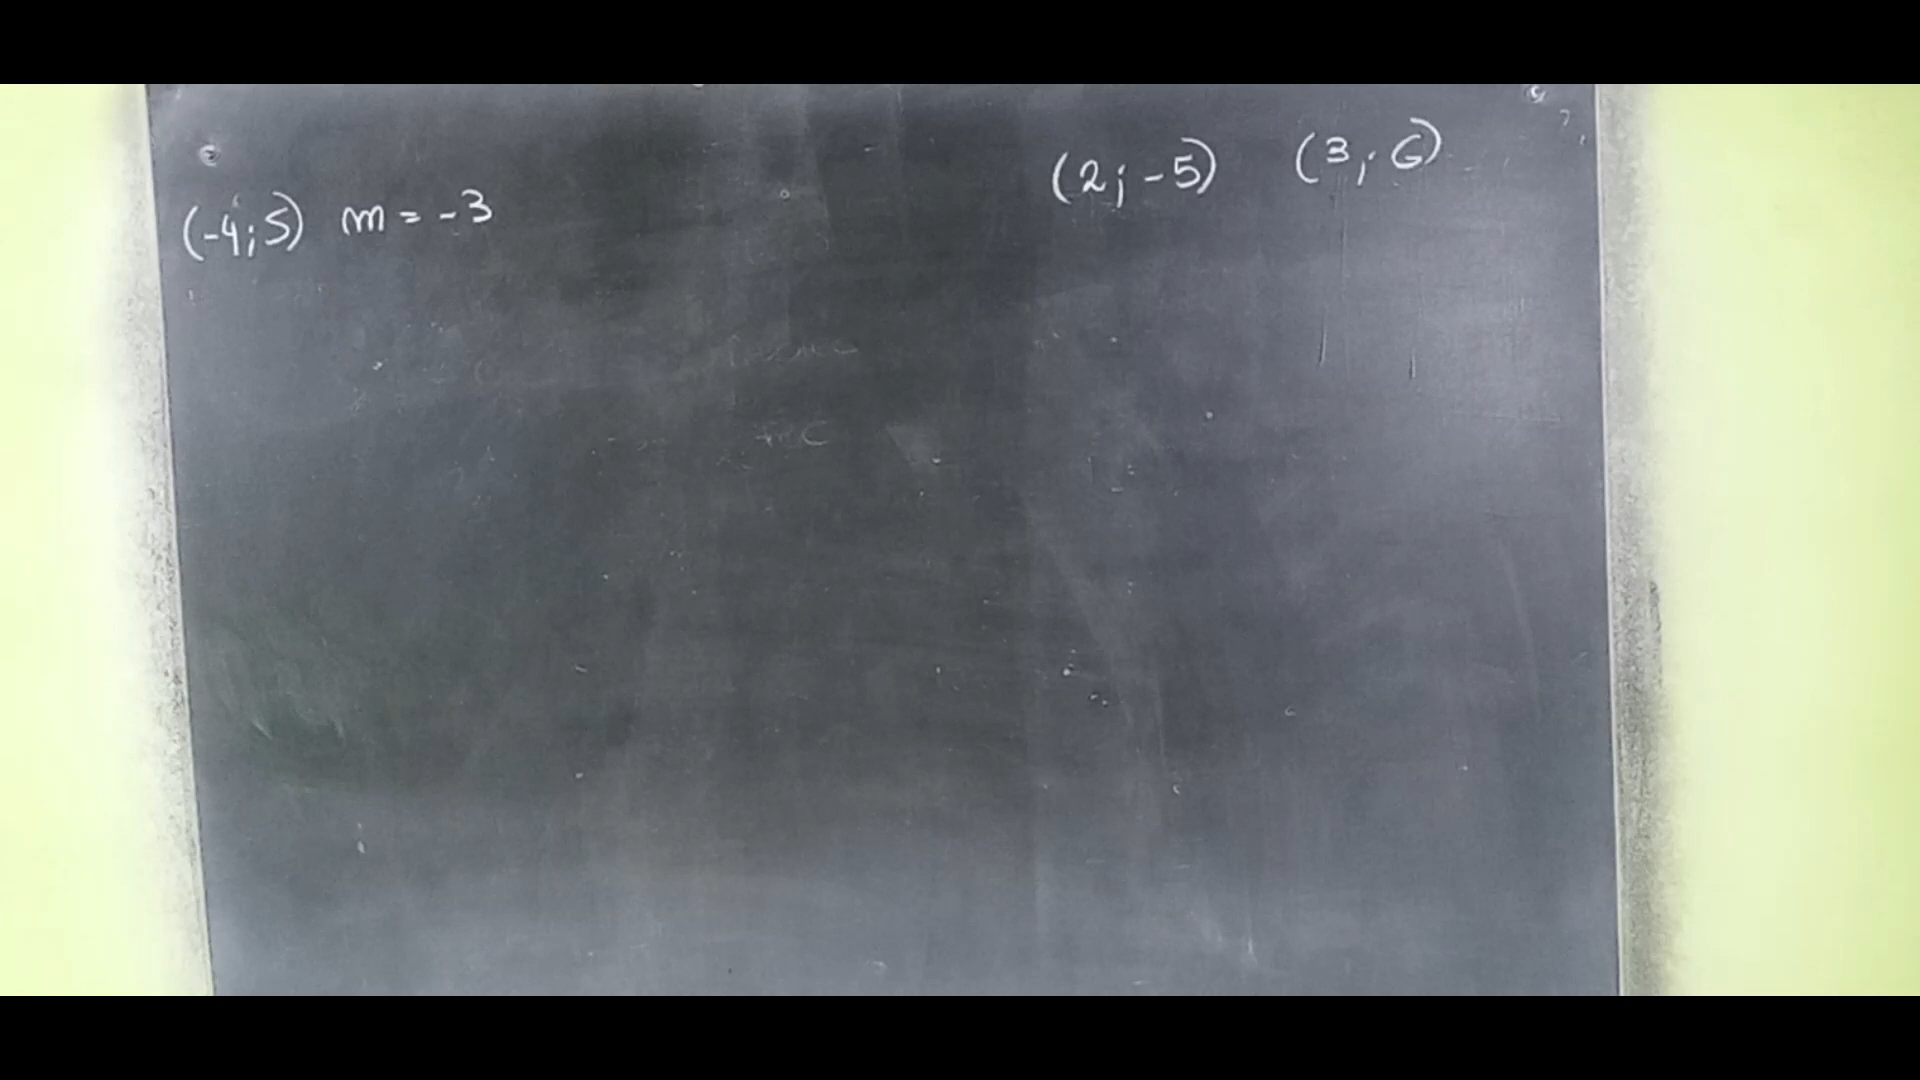 (-4; 5) m = -3
(2; -5) (3; 6)